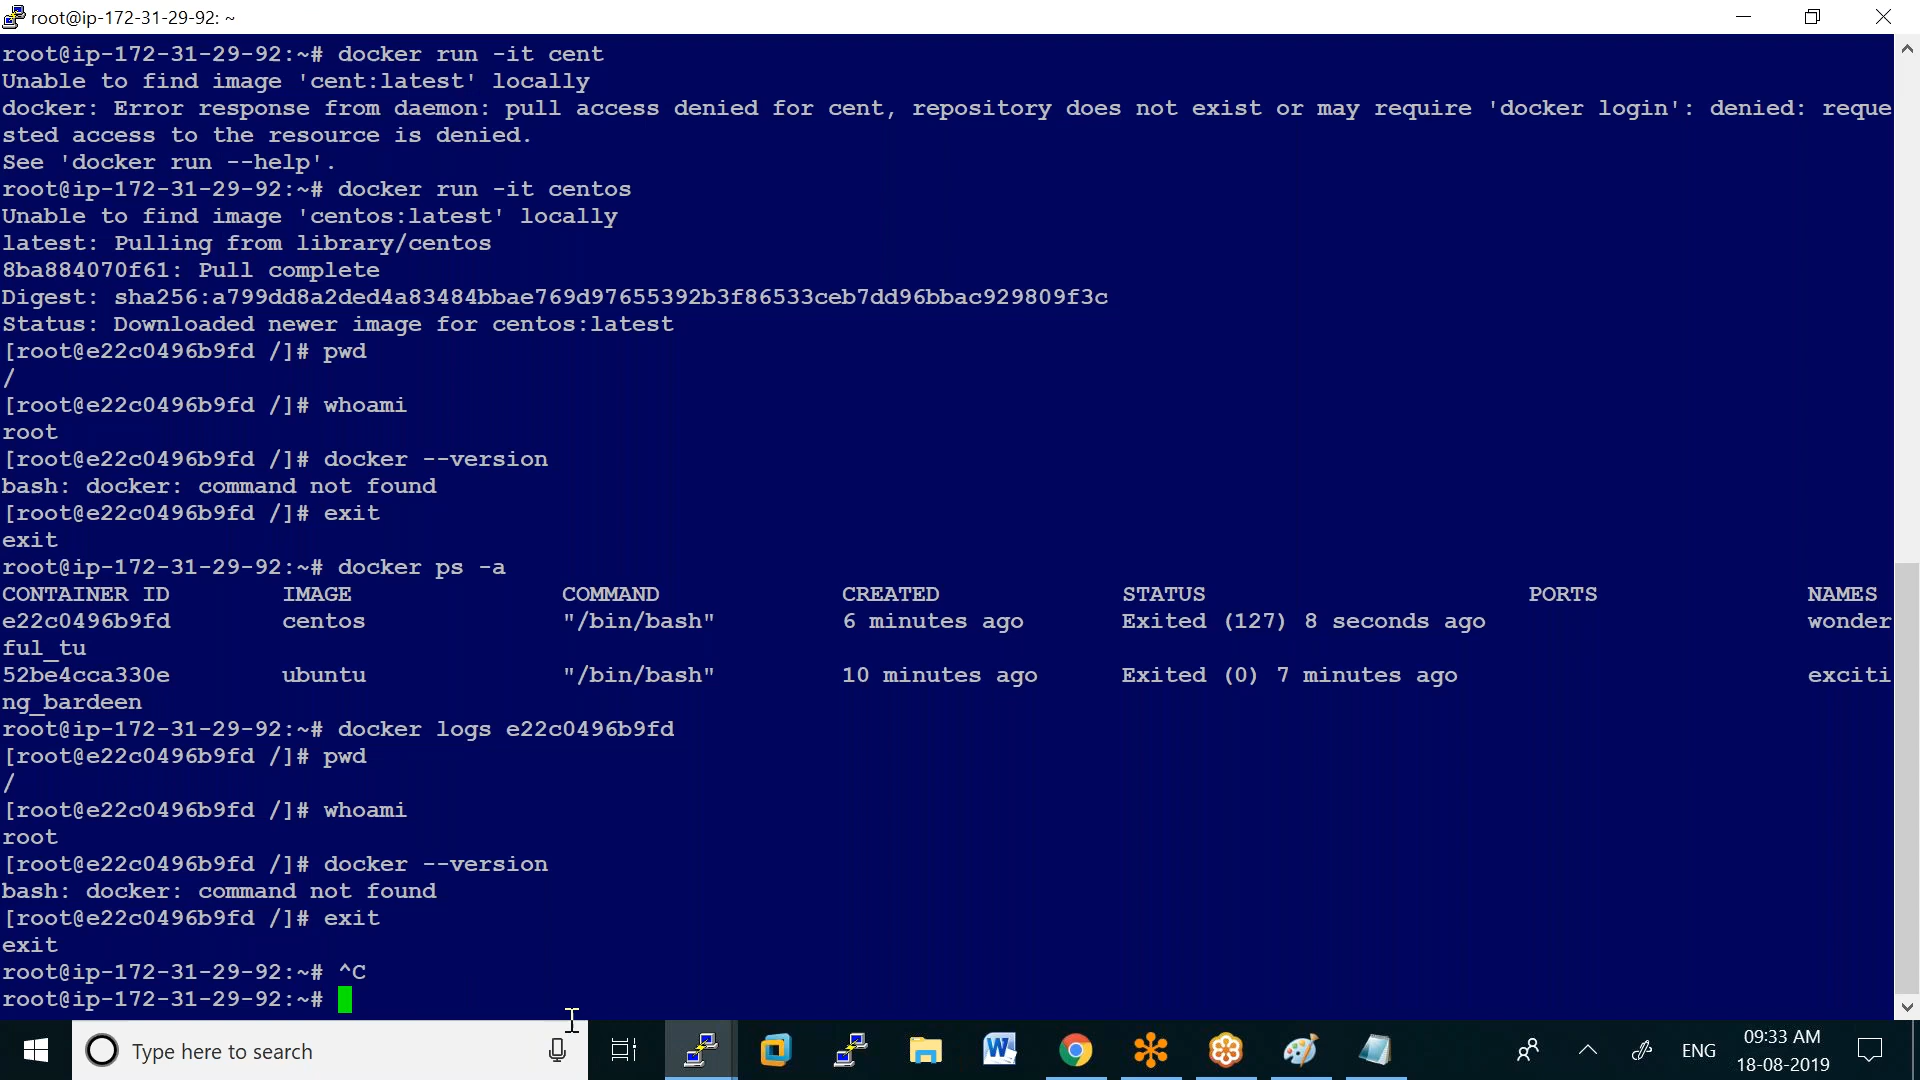 root@ip-172-31-29-92: ~
root@ip-172-31-29-92:~# docker run -it cent
Unable to find image 'cent:latest' locally
docker: Error response from daemon: pull access denied for cent, repository does not exist or may require 'docker login': denied: reque
sted access to the resource is denied.
See 'docker run --help'.
root@ip-172-31-29-92:~# docker run -it centos
Unable to find image 'centos:latest' locally
latest: Pulling from library/centos
8ba884070f61: Pull complete
Digest: sha256:a799dd8a2ded4a83484bbae769d97655392b3f86533ceb7dd96bbac929809f3c
Status: Downloaded newer image for centos:latest
[root@e22c0496b9fd /]# pwd
/
[root@e22c0496b9fd /]# whoami
root
[root@e22c0496b9fd /]# docker --version
bash: docker: command not found
[root@e22c0496b9fd /]# exit
exit
root@ip-172-31-29-92:~# docker ps -a
CONTAINER ID IMAGE COMMAND CREATED STATUS PORTS NAMES
e22c0496b9fd centos "/bin/bash" 6 minutes ago Exited (127) 8 seconds ago wonder
ful_tu
52be4cca330e ubuntu "/bin/bash" 10 minutes ago Exited (0) 7 minutes ago exciti
ng_bardeen
root@ip-172-31-29-92:~# docker logs e22c0496b9fd
[root@e22c0496b9fd /]# pwd
/
[root@e22c0496b9fd /]# whoami
root
[root@e22c0496b9fd /]# docker --version
bash: docker: command not found
[root@e22c0496b9fd /]# exit
exit
root@ip-172-31-29-92:~# ^C
root@ip-172-31-29-92:~#
Type here to search
W
ENG
09:33 AM
18-08-2019